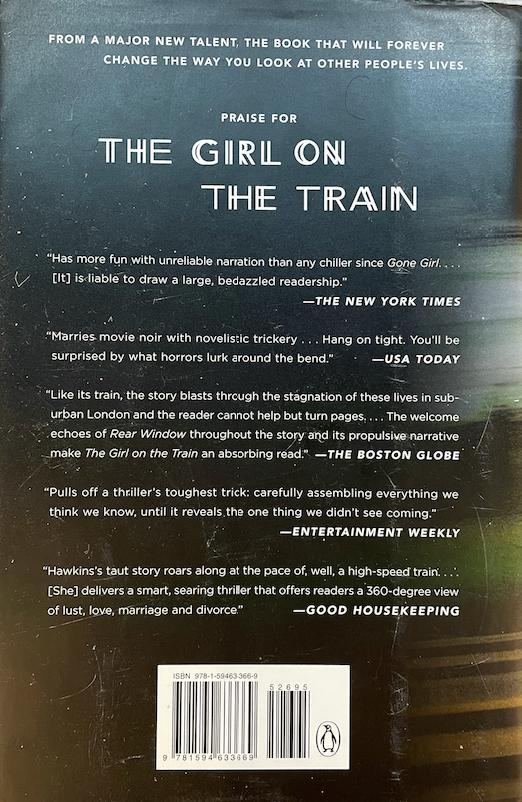 FROM A MAJOR NEW TALENT, THE BOOK THAT WILL FOREVER
CHANGE THE WAY YOU LOOK AT OTHER PEOPLE'S LIVES.
PRAISE FOR
THE GIRL ON
THE TRAIN
“Has more fun with unreliable narration than any chiller since Gone Girl. . . .
[It] is liable to draw a large, bedazzled readership.”
—THE NEW YORK TIMES
“Marries movie noir with novelistic trickery . . . Hang on tight. You'll be
surprised by what horrors lurk around the bend.” —USA TODAY
“Like its train, the story blasts through the stagnation of these lives in sub-
urban London and the reader cannot help but turn pages. . . . The welcome
echoes of Rear Window throughout the story and its propulsive narrative
make The Girl on the Train an absorbing read.” —THE BOSTON GLOBE
“Pulls off a thriller's toughest trick: carefully assembling everything we
think we know, until it reveals the one thing we didn't see coming.”
—ENTERTAINMENT WEEKLY
“Hawkins's taut story roars along at the pace of, well, a high-speed train. . . .
[She] delivers a smart, searing thriller that offers readers a 360-degree view
of lust, love, marriage and divorce.” —GOOD HOUSEKEEPING
ISBN 978-1-59463-366-9
52695
9 781594 633669